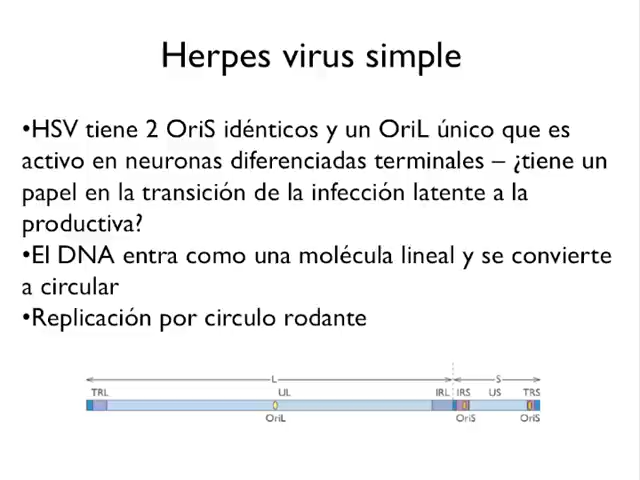 Herpes virus simple
•HSV tiene 2 OriS idénticos y un OriL único que es
activo en neuronas diferenciadas terminales – ¿tiene un
papel en la transición de la infección latente a la
productiva?
•El DNA entra como una molécula lineal y se convierte
a circular
•Replicación por circulo rodante
L S
TRL UL IRL IRS US TRS
OriL OriS OriS